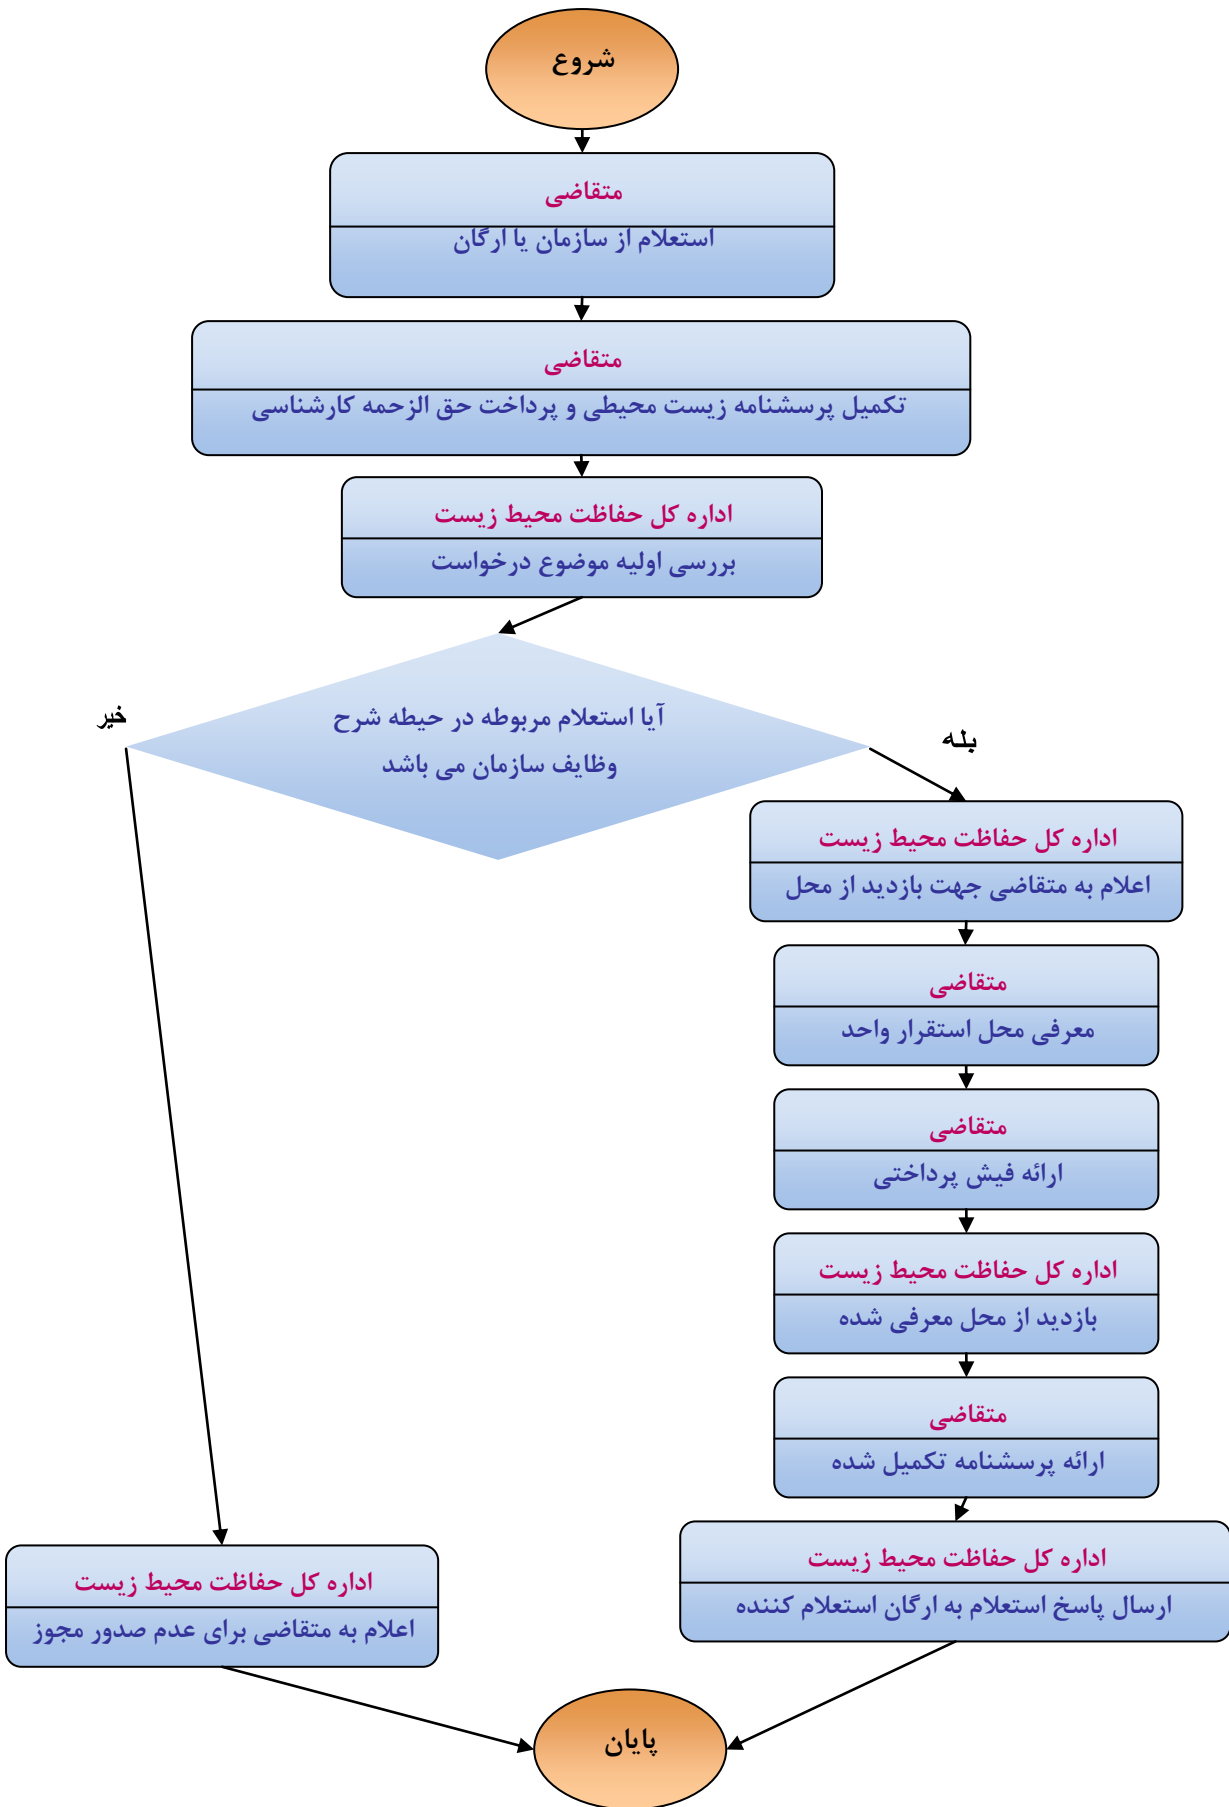 شروع
متقاضی
استعلام از سازمان یا ارگان
متقاضی
تکمیل پرسشنامه زیست محیطی و پرداخت حق الزحمه کارشناسی
اداره کل حفاظت محیط زیست
بررسی اولیه موضوع درخواست
آیا استعلام مربوطه در حیطه شرح
وظایف سازمان می باشد
بله
خیر
اداره کل حفاظت محیط زیست
اعلام به متقاضی جهت بازدید از محل
متقاضی
معرفی محل استقرار واحد
متقاضی
ارائه فیش پرداختی
اداره کل حفاظت محیط زیست
بازدید از محل معرفی شده
متقاضی
ارائه پرسشنامه تکمیل شده
اداره کل حفاظت محیط زیست
ارسال پاسخ استعلام به ارگان استعلام کننده
اداره کل حفاظت محیط زیست
اعلام به متقاضی برای عدم صدور مجوز
پایان